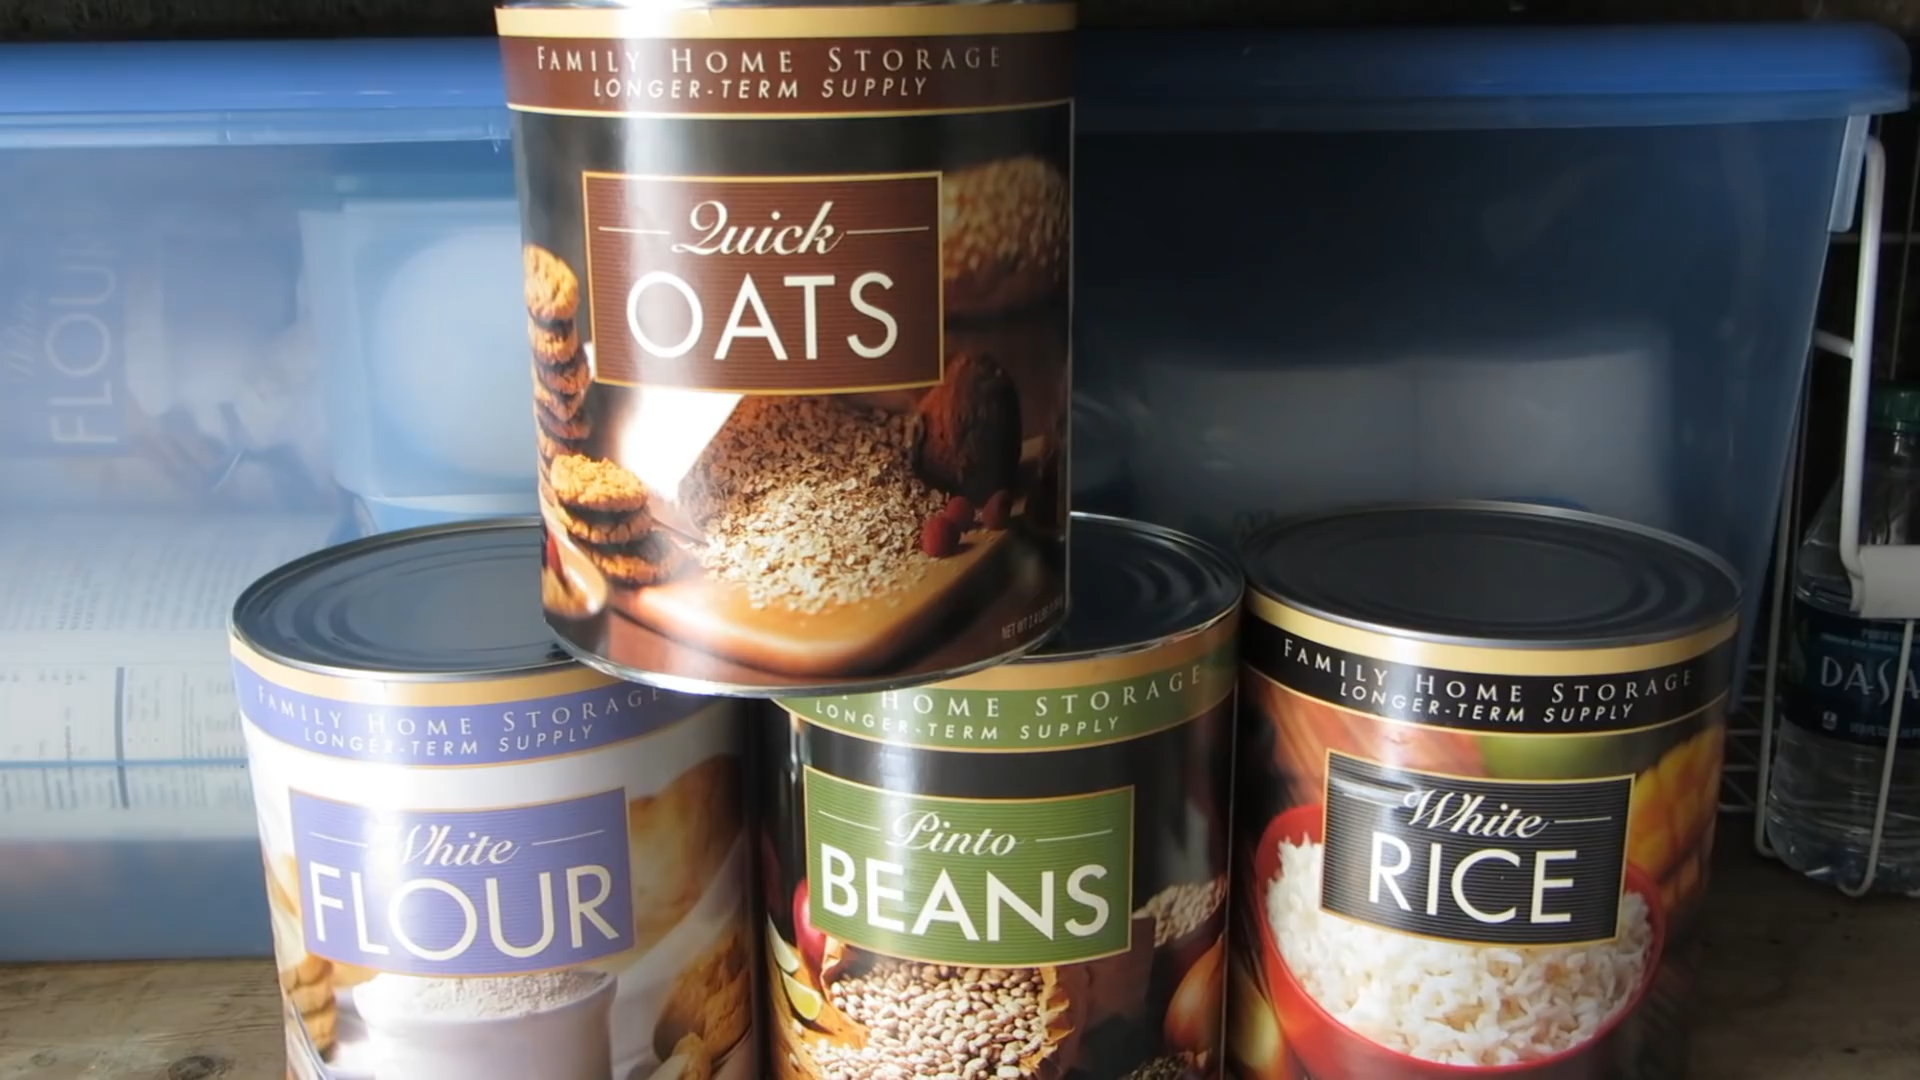 FAMILY HOME STORAGE
LONGER-TERM SUPPLY
Quick
OATS
FLOU
FAMILY HOME STORAGE
LONGER-TERM SUPPLY
White
FLOUR
HOME STORAGE
LONGER-TERM SUPPLY
Pinto
BEANS
FAMILY HOME STORAGE
LONGER-TERM SUPPLY
White
RICE
DASA